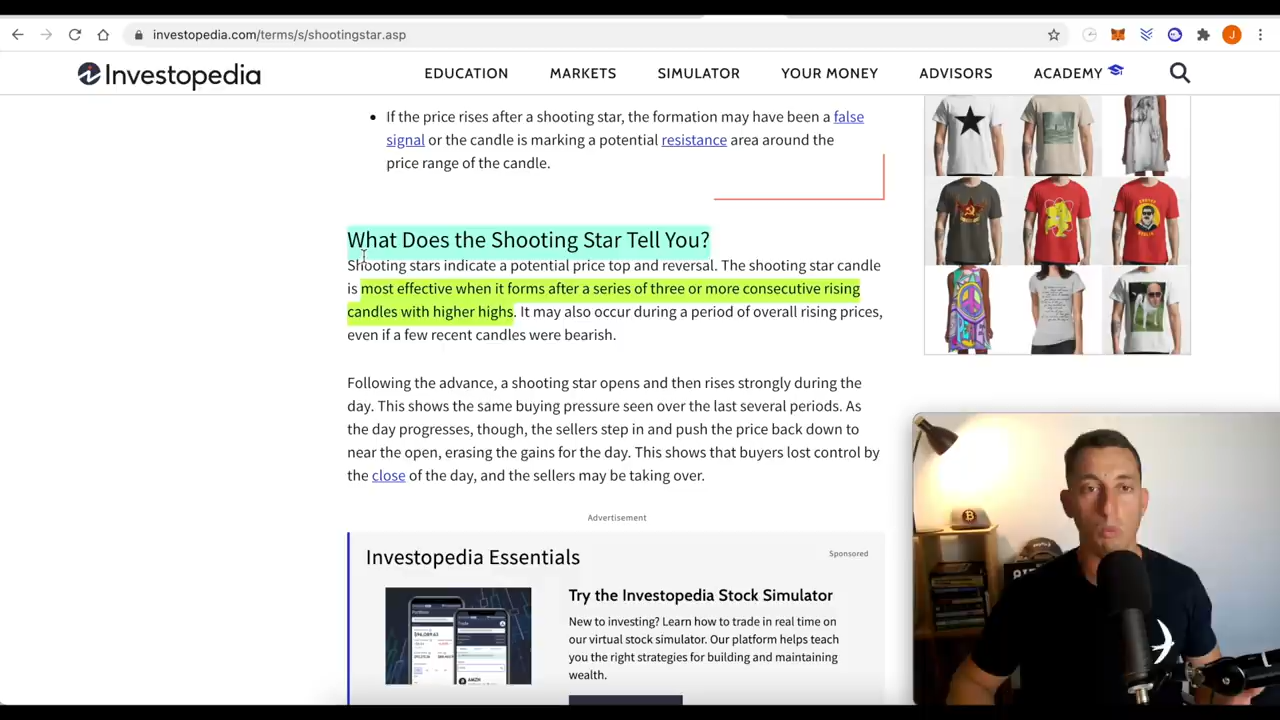 investopedia.com/terms/s/shootingstar.asp
J
Investopedia
EDUCATION MARKETS SIMULATOR YOUR MONEY ADVISORS ACADEMY
• If the price rises after a shooting star, the formation may have been a false
signal or the candle is marking a potential resistance area around the
price range of the candle.
What Does the Shooting Star Tell You?
Shooting stars indicate a potential price top and reversal. The shooting star candle
is most effective when it forms after a series of three or more consecutive rising
candles with higher highs. It may also occur during a period of overall rising prices,
even if a few recent candles were bearish.
Following the advance, a shooting star opens and then rises strongly during the
day. This shows the same buying pressure seen over the last several periods. As
the day progresses, though, the sellers step in and push the price back down to
near the open, erasing the gains for the day. This shows that buyers lost control by
the close of the day, and the sellers may be taking over.
Advertisement
Investopedia Essentials
Sponsored
Try the Investopedia Stock Simulator
New to investing? Learn how to trade in real time on
our virtual stock simulator. Our platform helps teach
you the right strategies for building and maintaining
wealth.